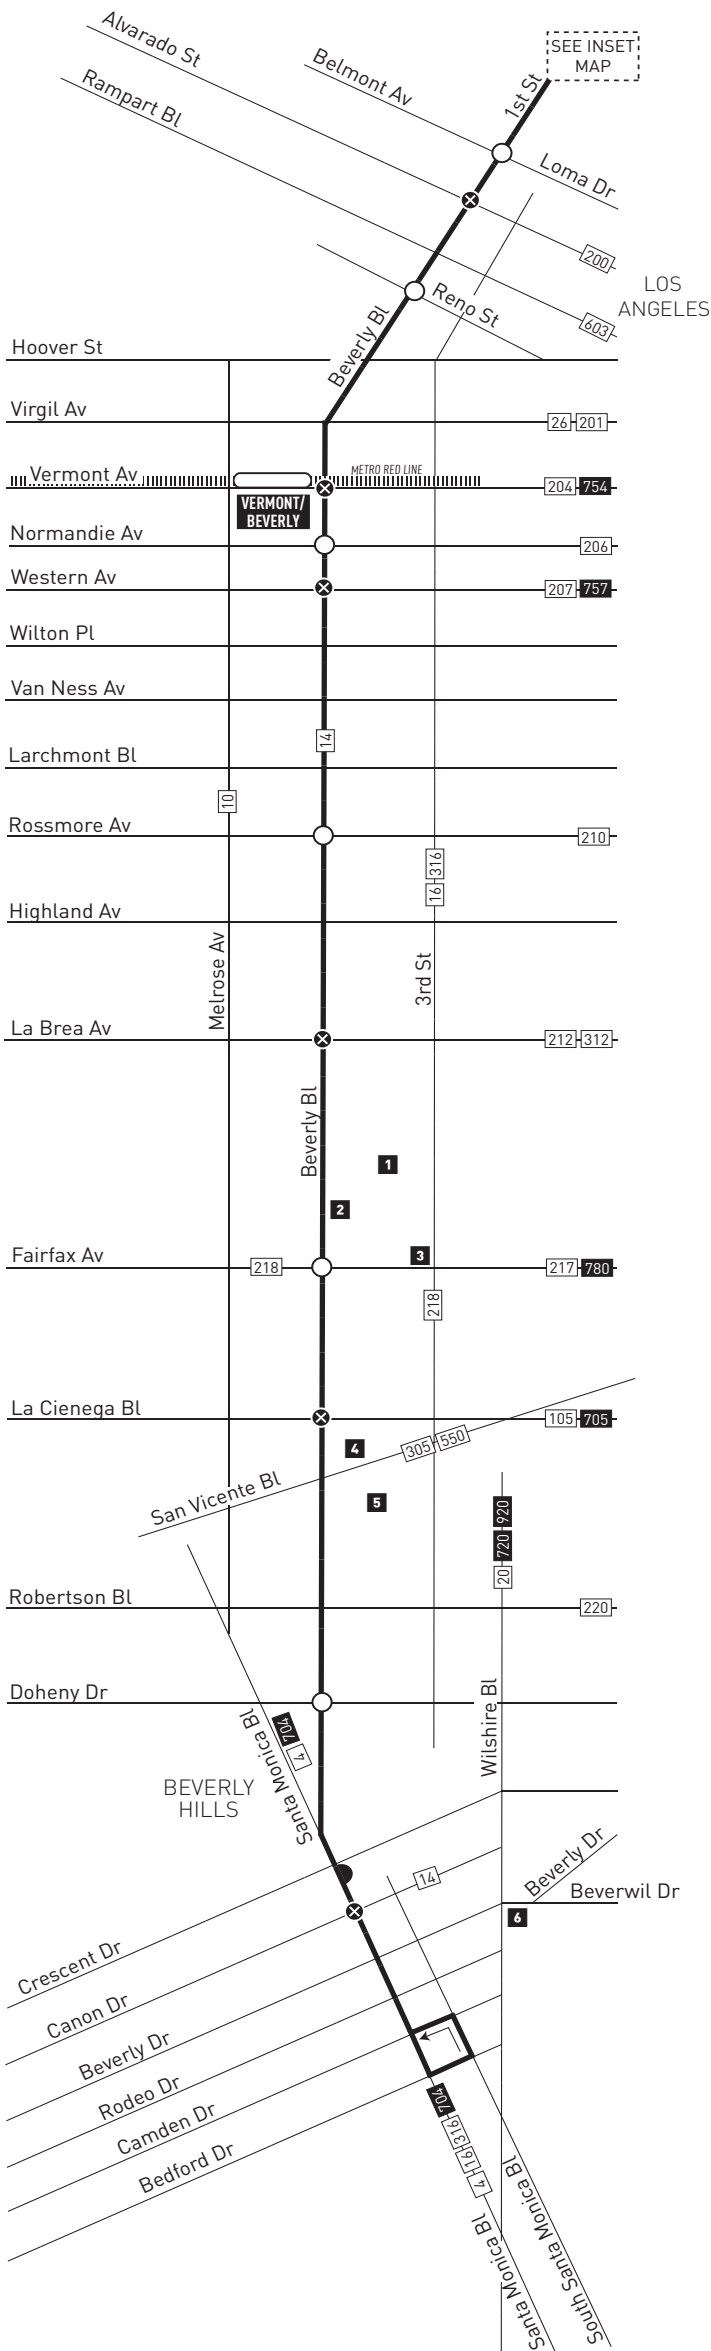 Alvarado St
Belmont Av
SEE INSET
MAP
Rampart Bl
1st St
Loma Dr
200
LOS
ANGELES
Reno St
603
Beverly Bl
Hoover St
Virgil Av
26 201
Vermont Av
METRO RED LINE
204 754
VERMONT/
BEVERLY
Normandie Av
206
Western Av
207 757
Wilton Pl
Van Ness Av
14
Larchmont Bl
10
Rossmore Av
210
16 316
Highland Av
Melrose Av
3rd St
La Brea Av
212 312
Beverly Bl
1
2
Fairfax Av
3
218
217 780
218
La Cienega Bl
105 705
4
305 550
San Vicente Bl
5
20 720 920
Robertson Bl
220
Doheny Dr
Wilshire Bl
704
4
Santa Monica Bl
BEVERLY
HILLS
Beverly Dr
14
Beverwil Dr
6
Crescent Dr
Canon Dr
Beverly Dr
Rodeo Dr
Camden Dr
Bedford Dr
704
316
16
4
Santa Monica Bl
South Santa Monica Bl